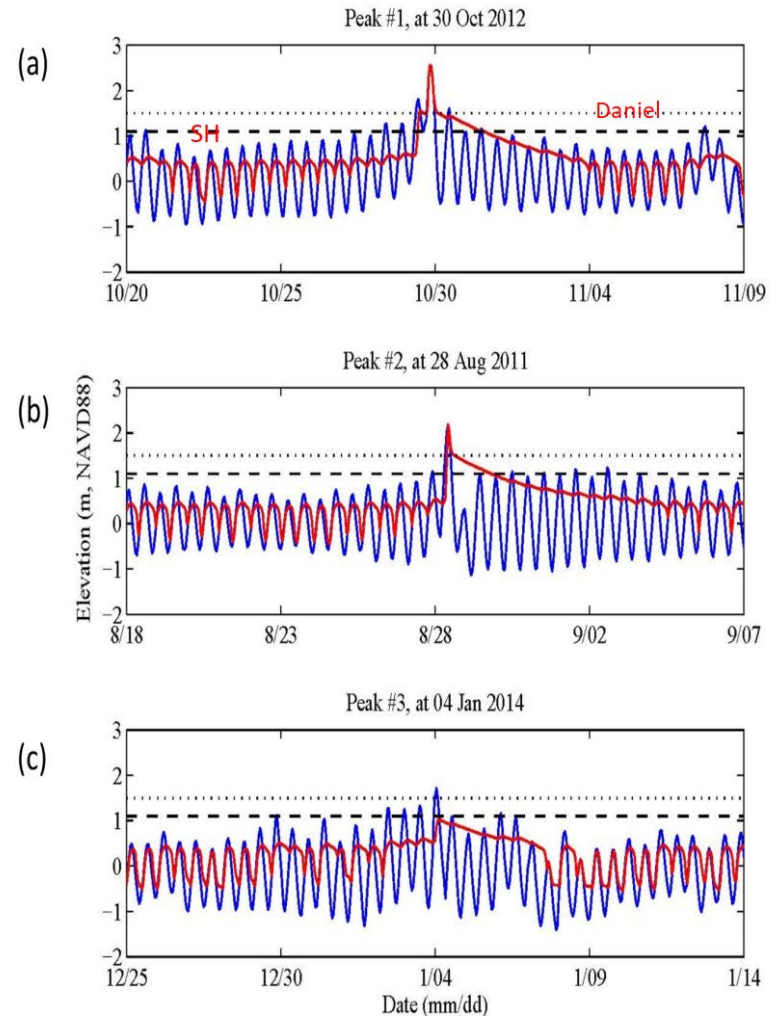 Peak #1, at 30 Oct 2012
(a)
3
2
1
0
−1
−2
SH
Daniel
10/20 10/25 10/30 11/04 11/09
Peak #2, at 28 Aug 2011
(b)
3
2
1
0
−1
−2
Elevation (m, NAVD88)
8/18 8/23 8/28 9/02 9/07
Peak #3, at 04 Jan 2014
(c)
3
2
1
0
−1
−2
12/25 12/30 1/04 1/09 1/14
Date (mm/dd)